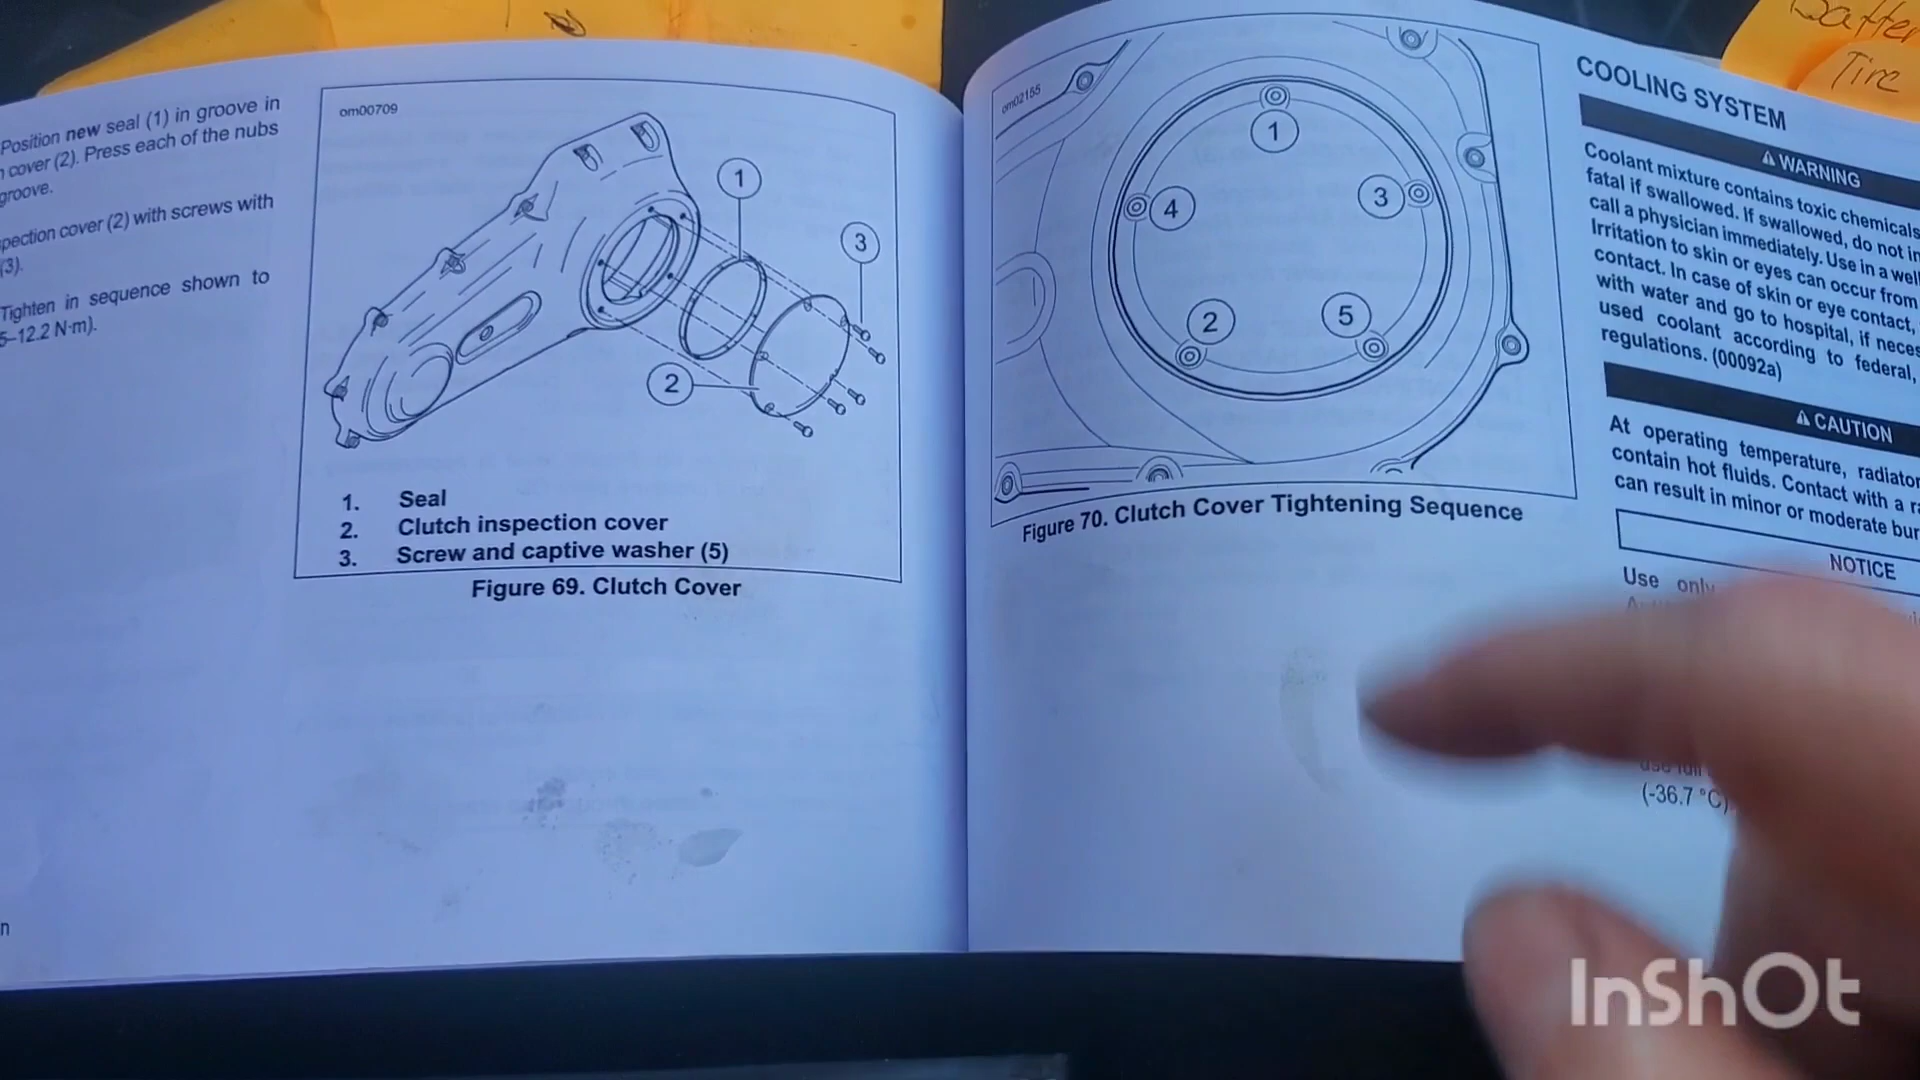 Position new seal (1) in groove in
cover (2). Press each of the nubs
groove.
pection cover (2) with screws with
(3).
Tighten in sequence shown to
5–12.2 N·m).
n
om00709
1
3
2
1. Seal
2. Clutch inspection cover
3. Screw and captive washer (5)
Figure 69. Clutch Cover
om02155
1
4
3
2
5
Figure 70. Clutch Cover Tightening Sequence
Batter
Tire
COOLING SYSTEM
⚠ WARNING
Coolant mixture contains toxic chemicals
fatal if swallowed. If swallowed, do not in
call a physician immediately. Use in a well
Irritation to skin or eyes can occur from
contact. In case of skin or eye contact,
with water and go to hospital, if neces
used coolant according to federal,
regulations. (00092a)
⚠ CAUTION
At operating temperature, radiator
contain hot fluids. Contact with a ra
can result in minor or moderate bur
NOTICE
Use only
(-36.7 °C)
InShOt